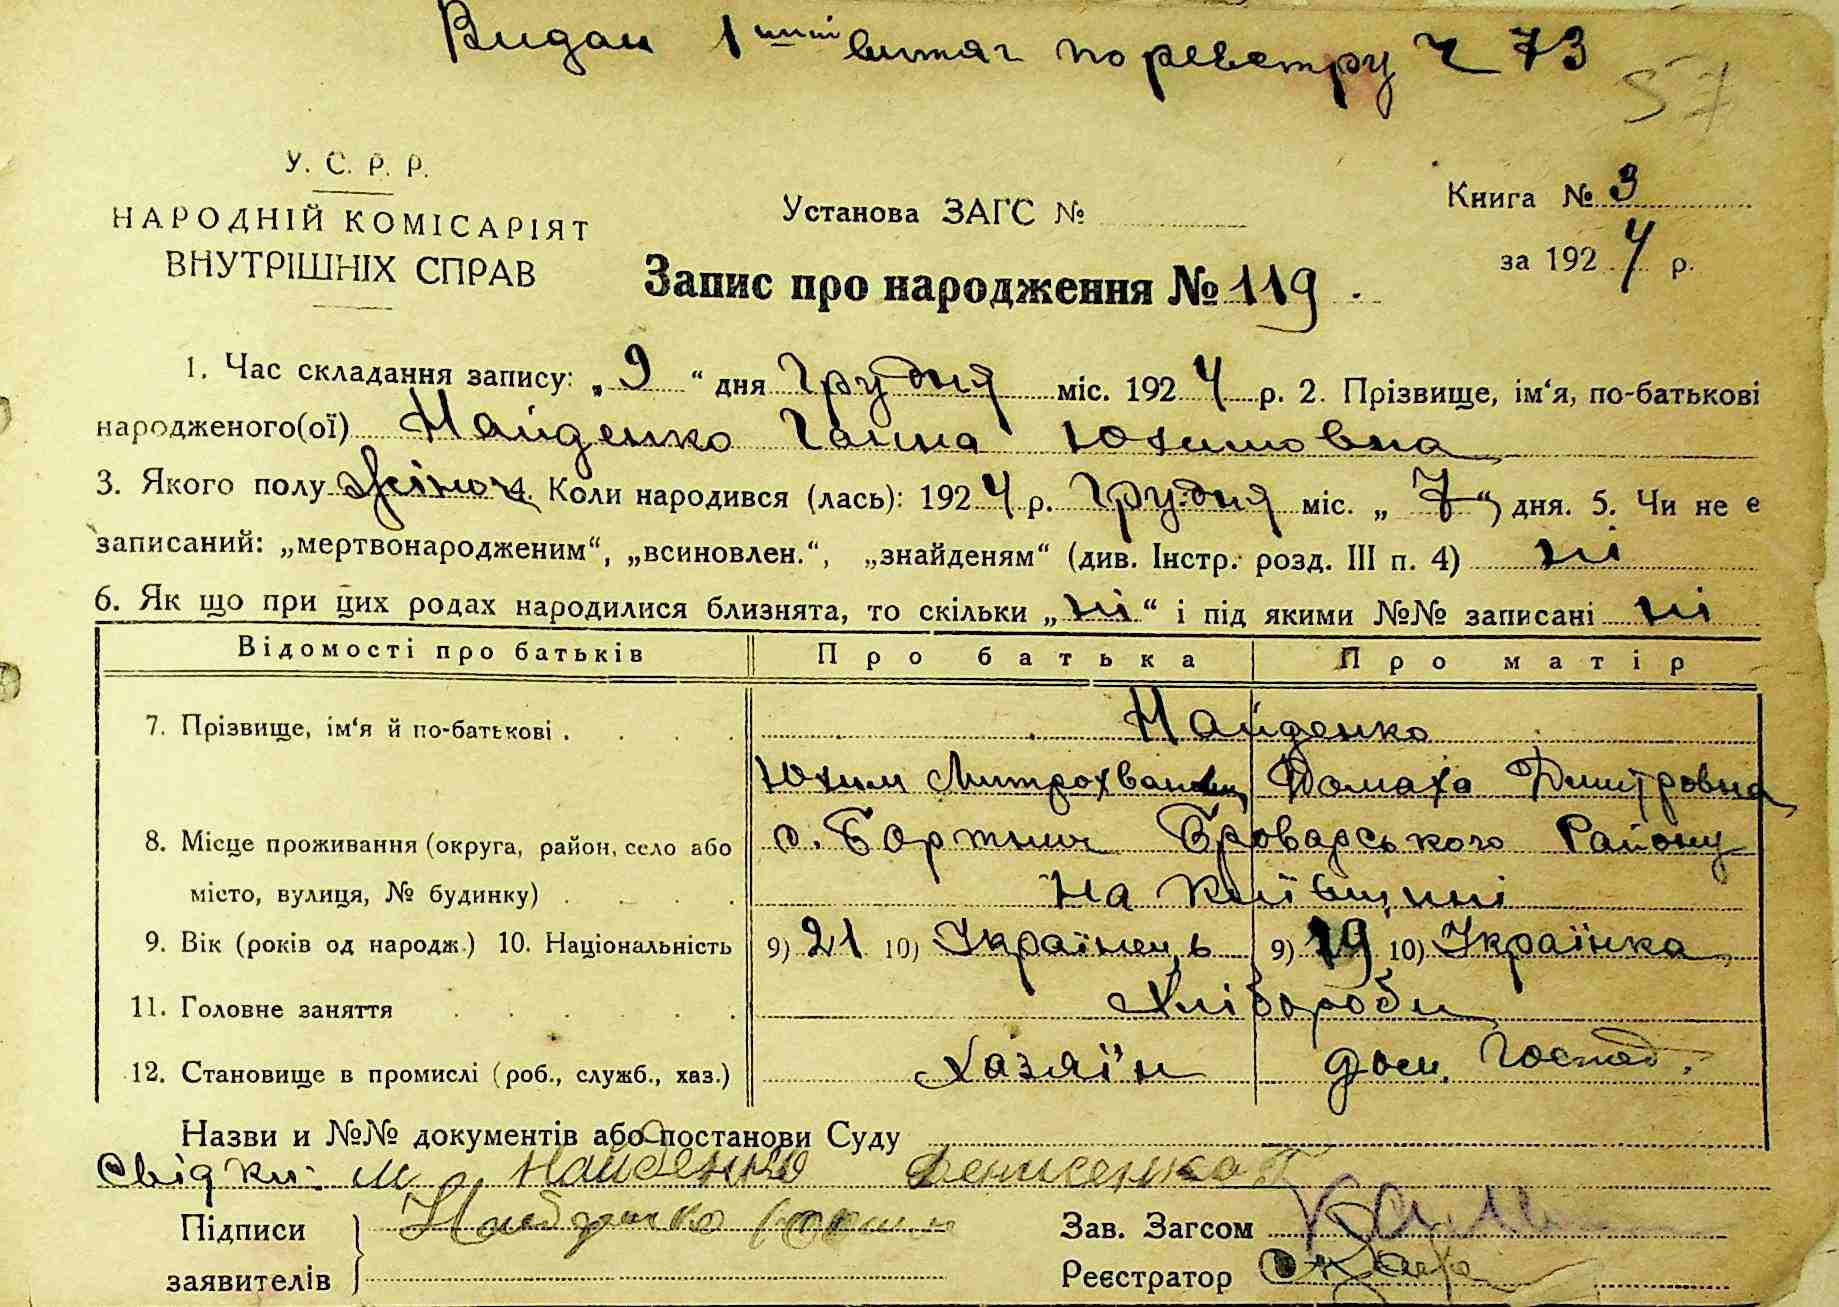 Видан 1ший витяг по реєстру Ч 73
57
У. С. Р. Р.
НАРОДНІЙ КОМІСАРІЯТ
ВНУТРІШНІХ СПРАВ
Установа ЗАГС №
Книга № 3
за 1924 р.
Запис про народження № 119.
1. Час складання запису: „9“ дня Грудня міс. 1924 р. 2. Прізвище, ім‘я, по-батькові
народженого(ої) Найденко Ганна Юхимовна
3. Якого полу жіноч 4. Коли народився (лась): 1924 р. Грудня міс. „7“ дня. 5. Чи не є
записаний: „мертвонародженим“, „всиновлен.“, „знайденям“ (див. Інстр. розд. III п. 4) ні
6. Як що при цих родах народилися близнята, то скільки „ні“ і під якими №№ записані ні
Відомості про батьків Про батька Про матір
7. Прізвище, ім‘я й по-батькові . Найденко
Юхим Митрохванов Домаха Дмитровна
8. Місце проживання (округа, район, село або с. Бортнич Броварського Району
місто, вулиця, № будинку) на Київщині
9. Вік (років од народж.) 10. Національність 9) 21 10) Українець 9) 19 10) Українка
11. Головне заняття Хлібороби
12. Становище в промислі (роб., служб., хаз.) Хазяїн дом. Господ.
Назви и №№ документів або постанови Суду
Свідки: М Найденко Денисенко Г
Підписи Найденко Зав. Загсом
заявителів Реєстратор